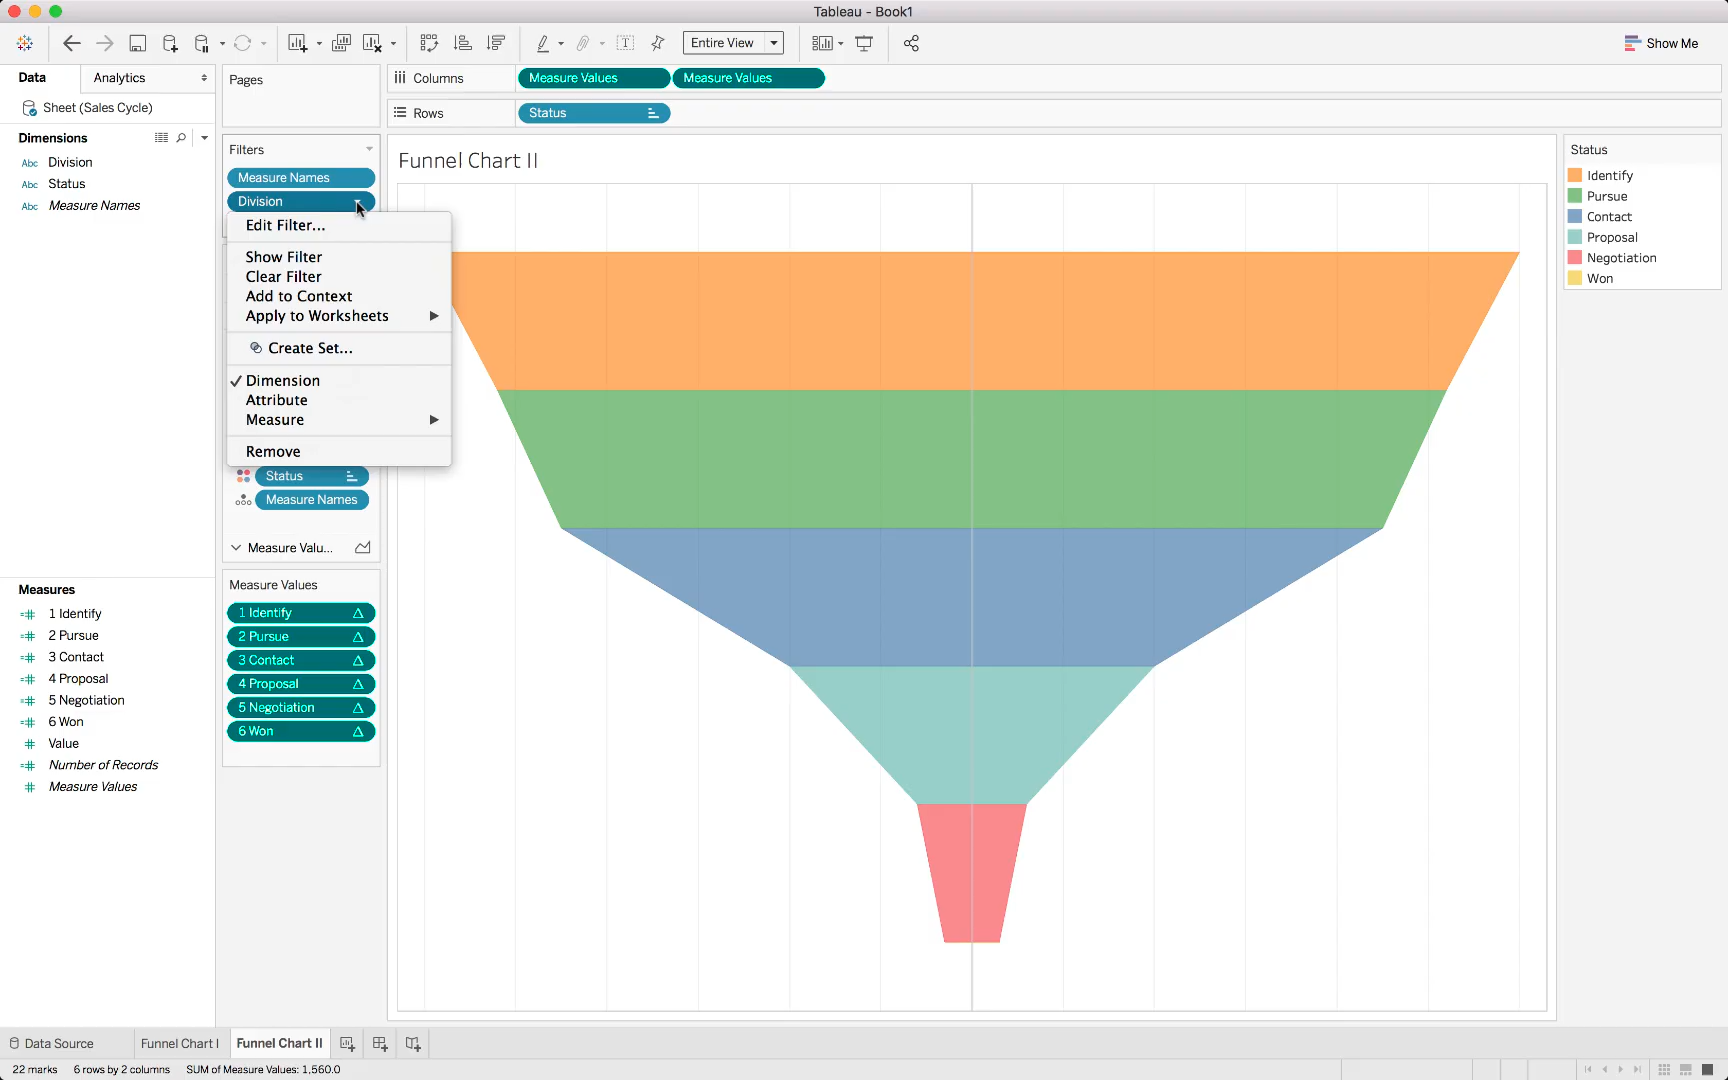 Tableau - Book1
Entire View
Show Me
Data
Analytics
Pages
Columns
Measure Values
Measure Values
Sheet (Sales Cycle)
Rows
Status
Dimensions
Abc Division
Abc Status
Abc Measure Names
Filters
Measure Names
Division
Edit Filter...
Show Filter
Clear Filter
Add to Context
Apply to Worksheets
Create Set...
Dimension
Attribute
Measure
Remove
Status
Measure Names
Measure Valu...
Measure Values
1 Identify
2 Pursue
3 Contact
4 Proposal
5 Negotiation
6 Won
Measures
1 Identify
2 Pursue
3 Contact
4 Proposal
5 Negotiation
6 Won
Value
Number of Records
Measure Values
Funnel Chart II
Status
Identify
Pursue
Contact
Proposal
Negotiation
Won
Data Source
Funnel Chart I
Funnel Chart II
22 marks
6 rows by 2 columns
SUM of Measure Values: 1,560.0